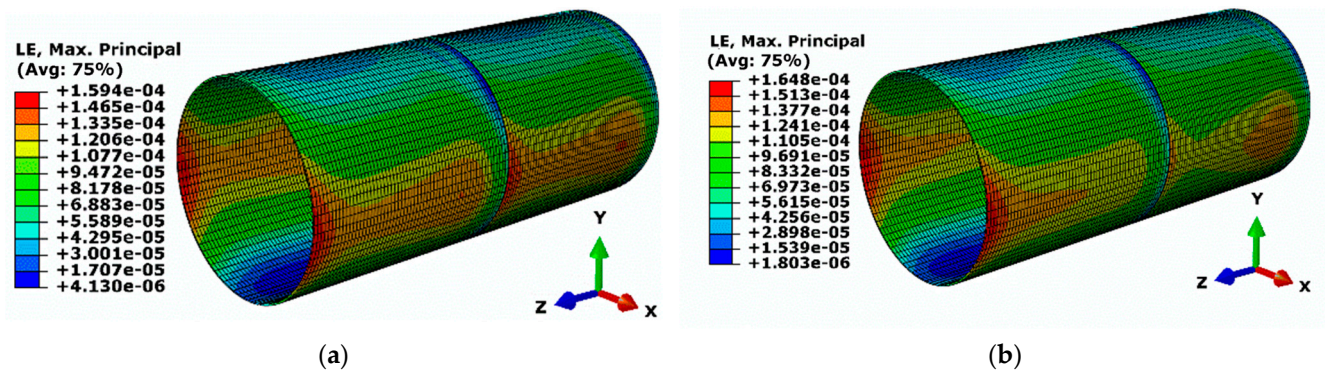 LE, Max. Principal
(Avg: 75%)
+1.594e-04
+1.465e-04
+1.335e-04
+1.206e-04
+1.077e-04
+9.472e-05
+8.178e-05
+6.883e-05
+5.589e-05
+4.295e-05
+3.001e-05
+1.707e-05
+4.130e-06
Y
Z
X
(a)
LE, Max. Principal
(Avg: 75%)
+1.648e-04
+1.513e-04
+1.377e-04
+1.241e-04
+1.105e-04
+9.691e-05
+8.332e-05
+6.973e-05
+5.615e-05
+4.256e-05
+2.898e-05
+1.539e-05
+1.803e-06
Y
Z
X
(b)